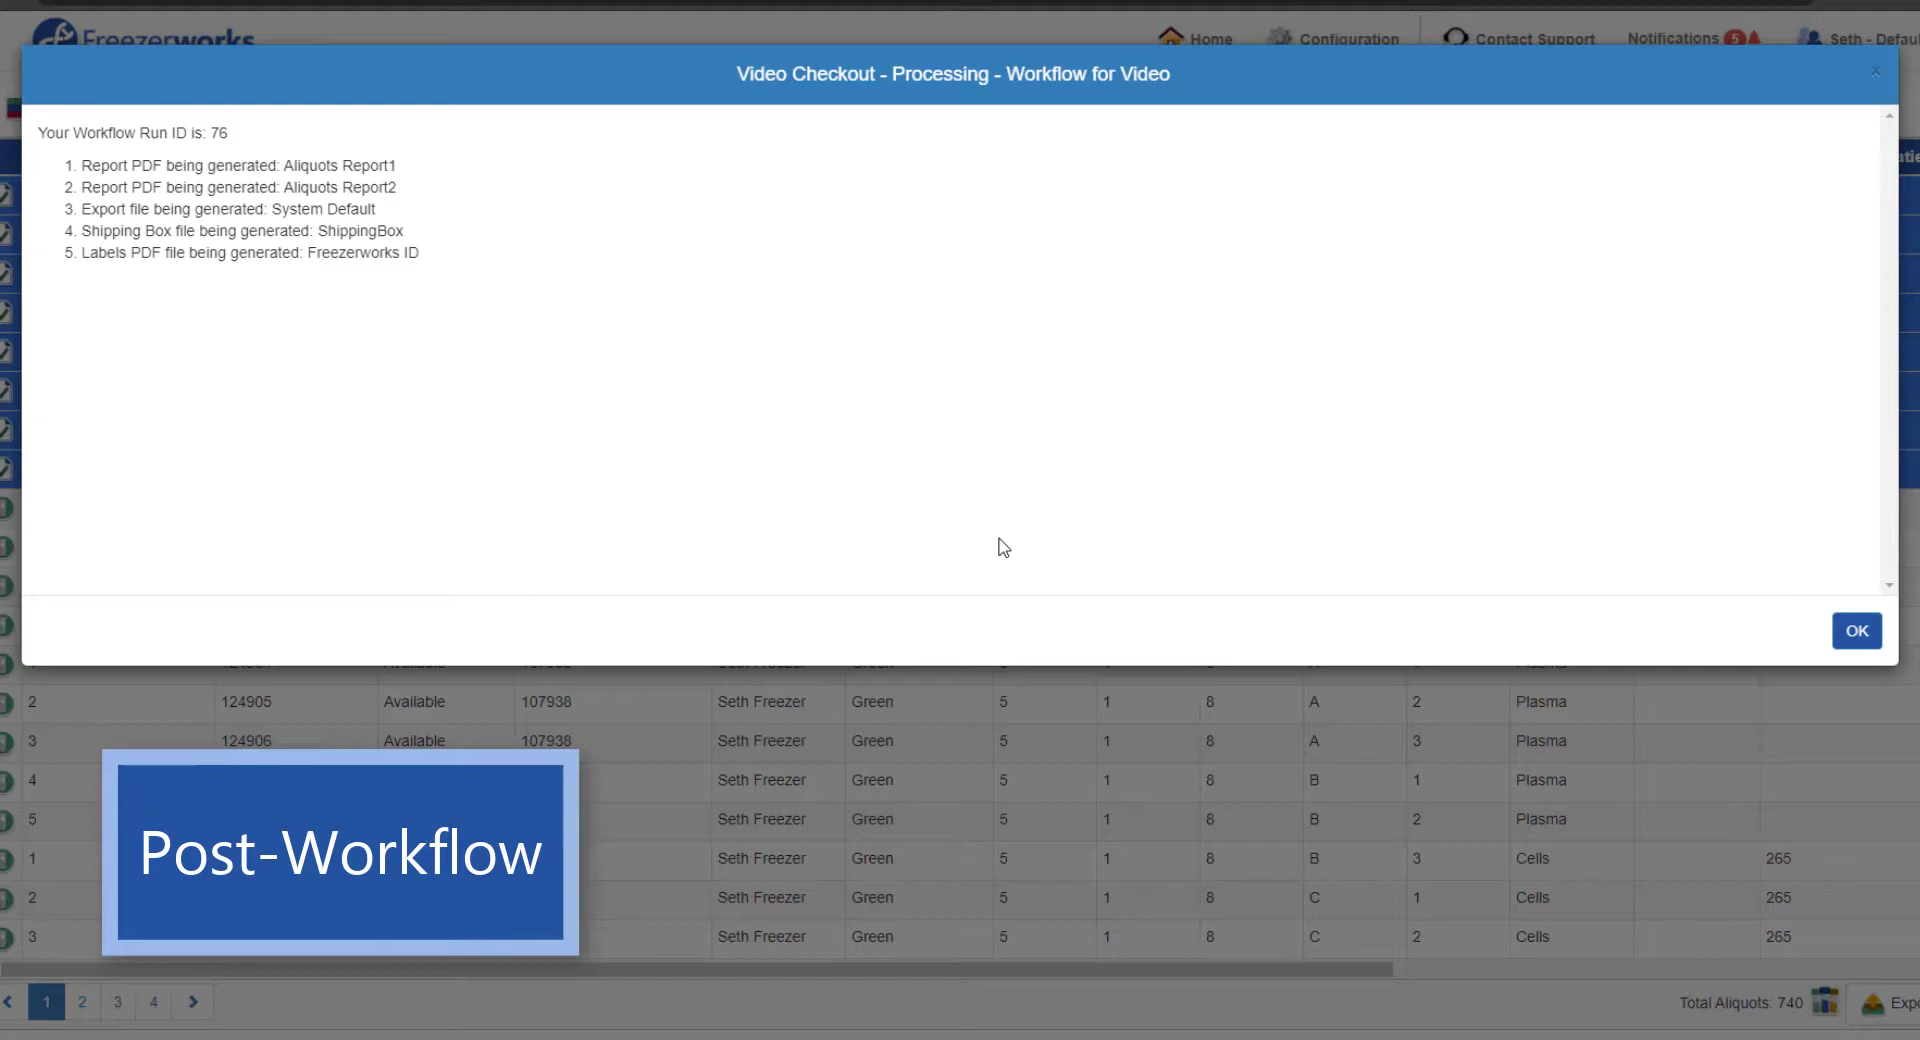 Freezerworks
Home
Configuration
Contact Support
Notifications 5
Seth - Defau
Video Checkout - Processing - Workflow for Video
×
Your Workflow Run ID is: 76
1. Report PDF being generated: Aliquots Report1
2. Report PDF being generated: Aliquots Report2
3. Export file being generated: System Default
4. Shipping Box file being generated: ShippingBox
5. Labels PDF file being generated: Freezerworks ID
OK
2 124905 Available 107938 Seth Freezer Green 5 1 8 A 2 Plasma
3 124906 Available 107938 Seth Freezer Green 5 1 8 A 3 Plasma
4 Seth Freezer Green 5 1 8 B 1 Plasma
5 Seth Freezer Green 5 1 8 B 2 Plasma
1 Seth Freezer Green 5 1 8 B 3 Cells 265
2 Seth Freezer Green 5 1 8 C 1 Cells 265
3 Seth Freezer Green 5 1 8 C 2 Cells 265
Post-Workflow
1 2 3 4
Total Aliquots: 740
Expo